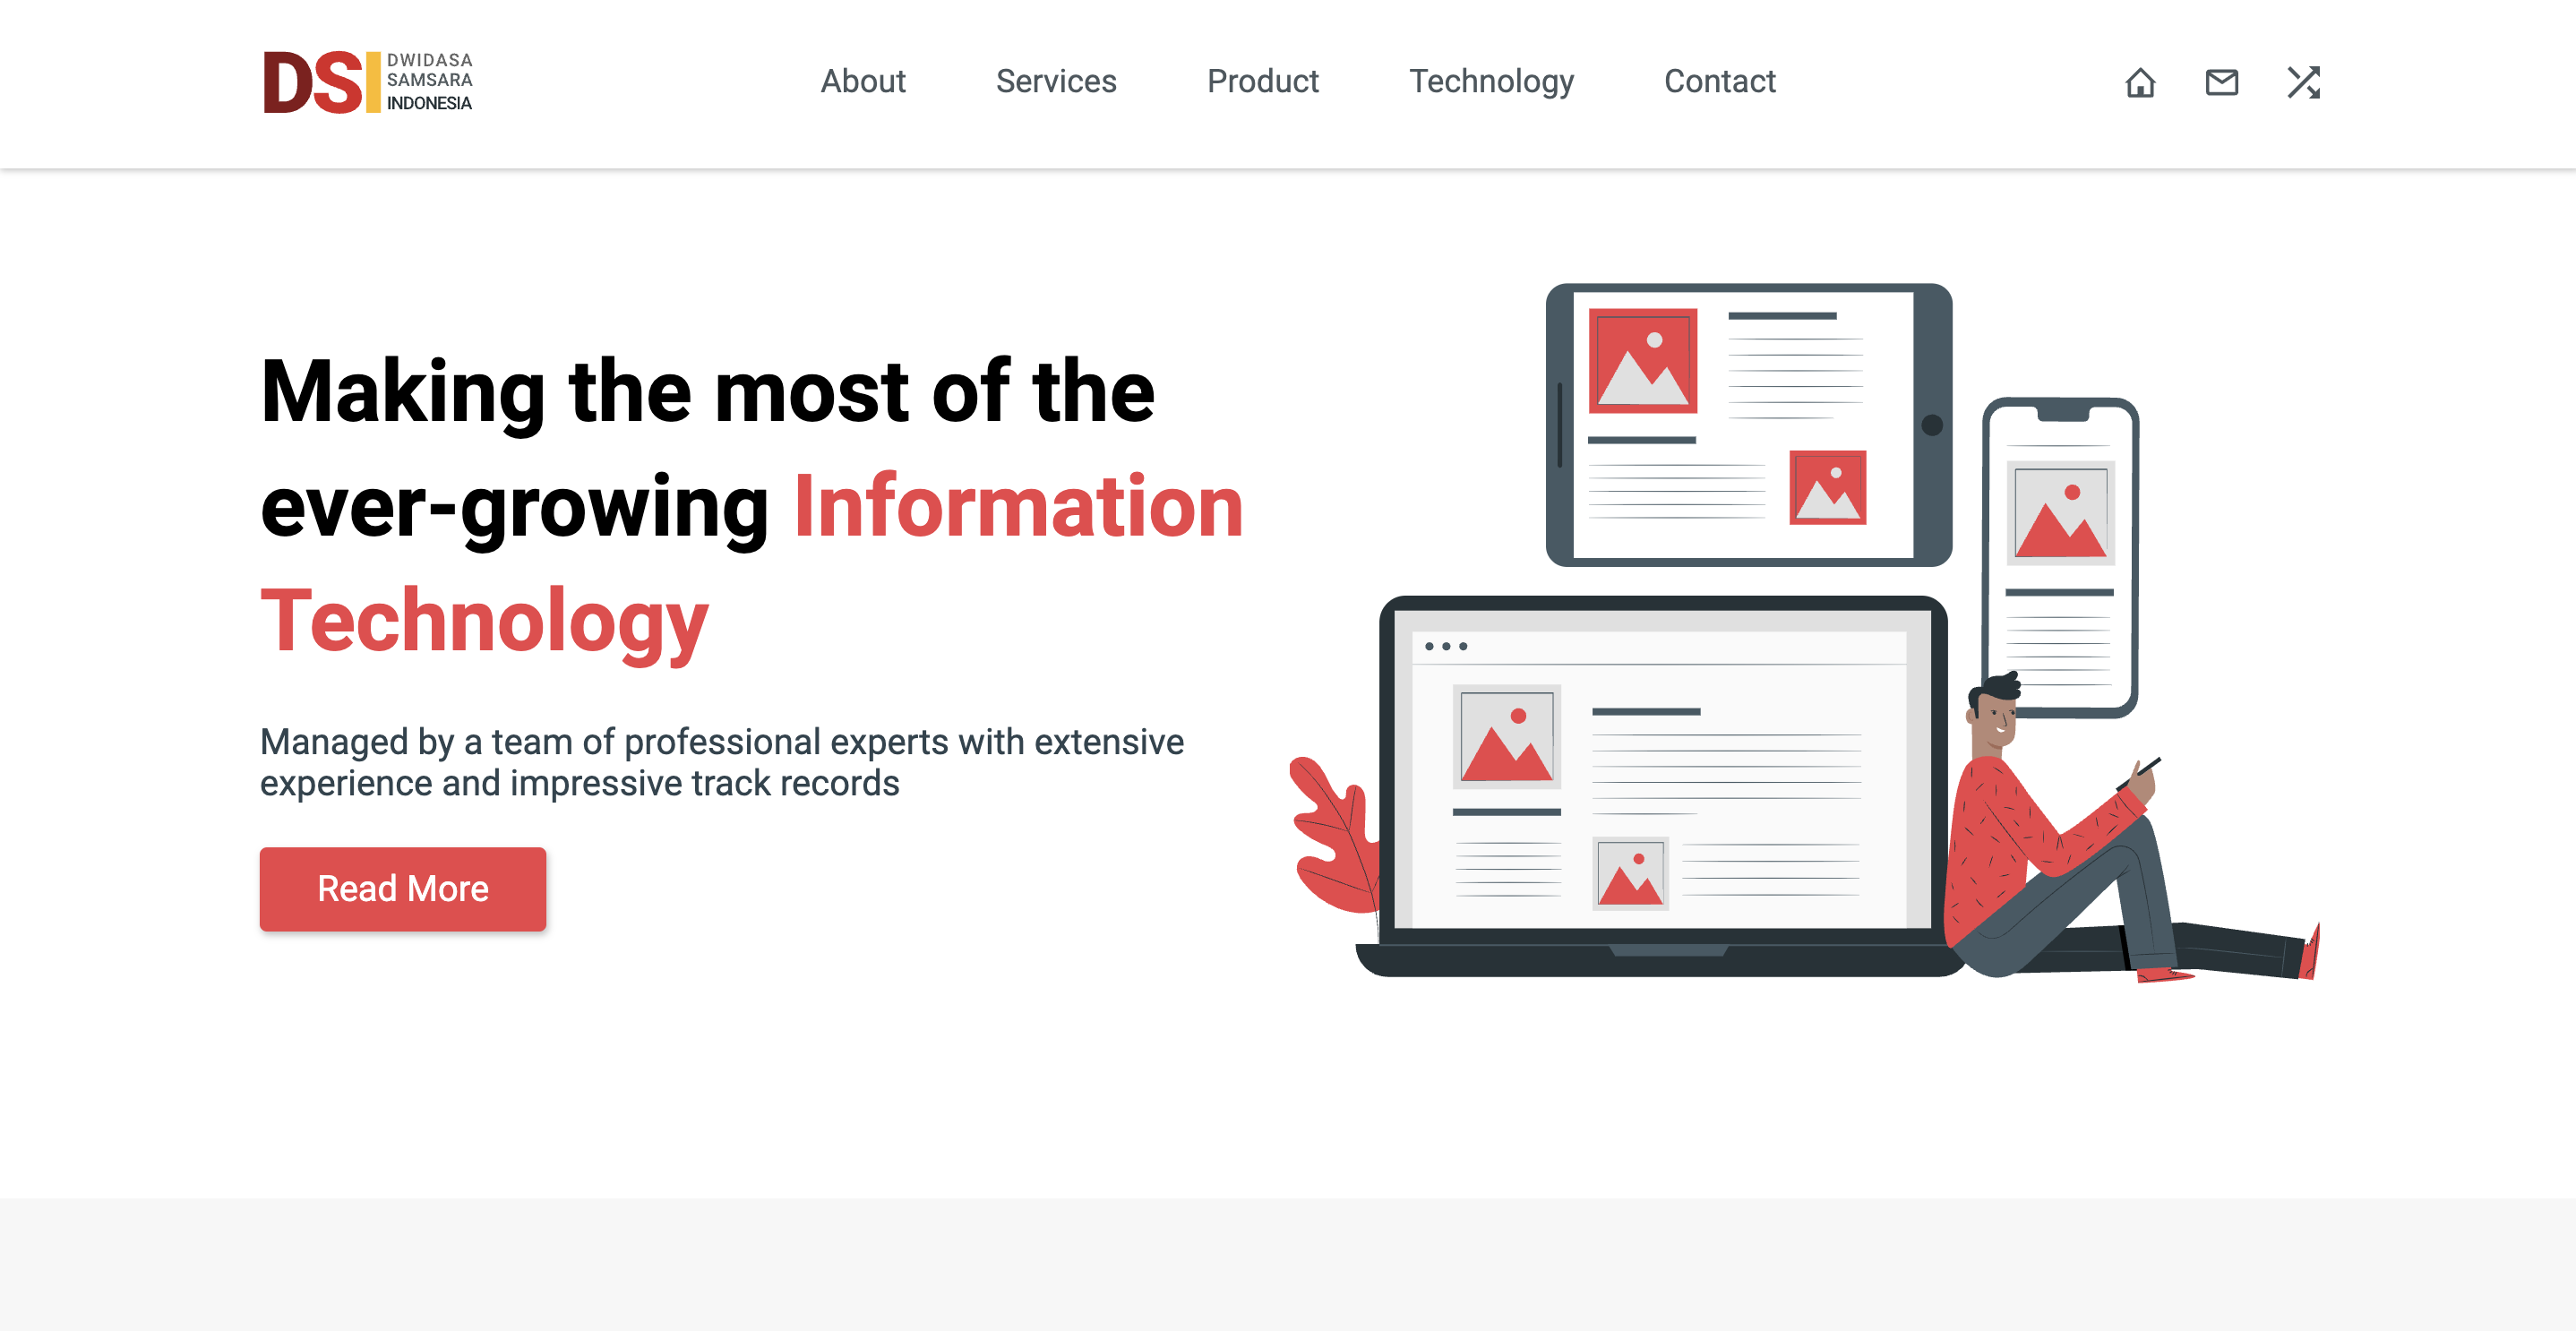 DSI DWIDASA
SAMSARA
INDONESIA
About Services Product Technology Contact
Making the most of the
ever-growing Information
Technology
Managed by a team of professional experts with extensive
experience and impressive track records
Read More